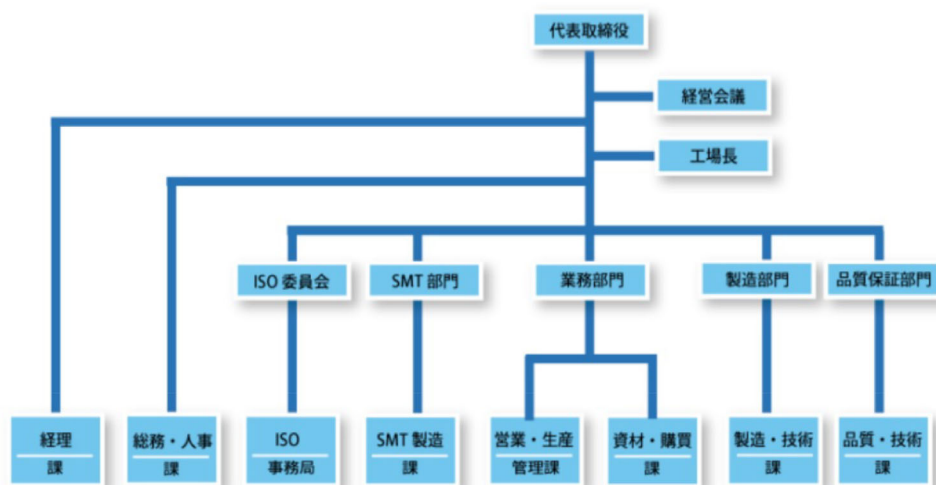 代表取締役
経営会議
工場長
ISO 委員会
SMT 部門
業務部門
製造部門
品質保証部門
経理
課
総務・人事
課
ISO
事務局
SMT 製造
課
営業・生産
管理課
資材・購買
課
製造・技術
課
品質・技術
課